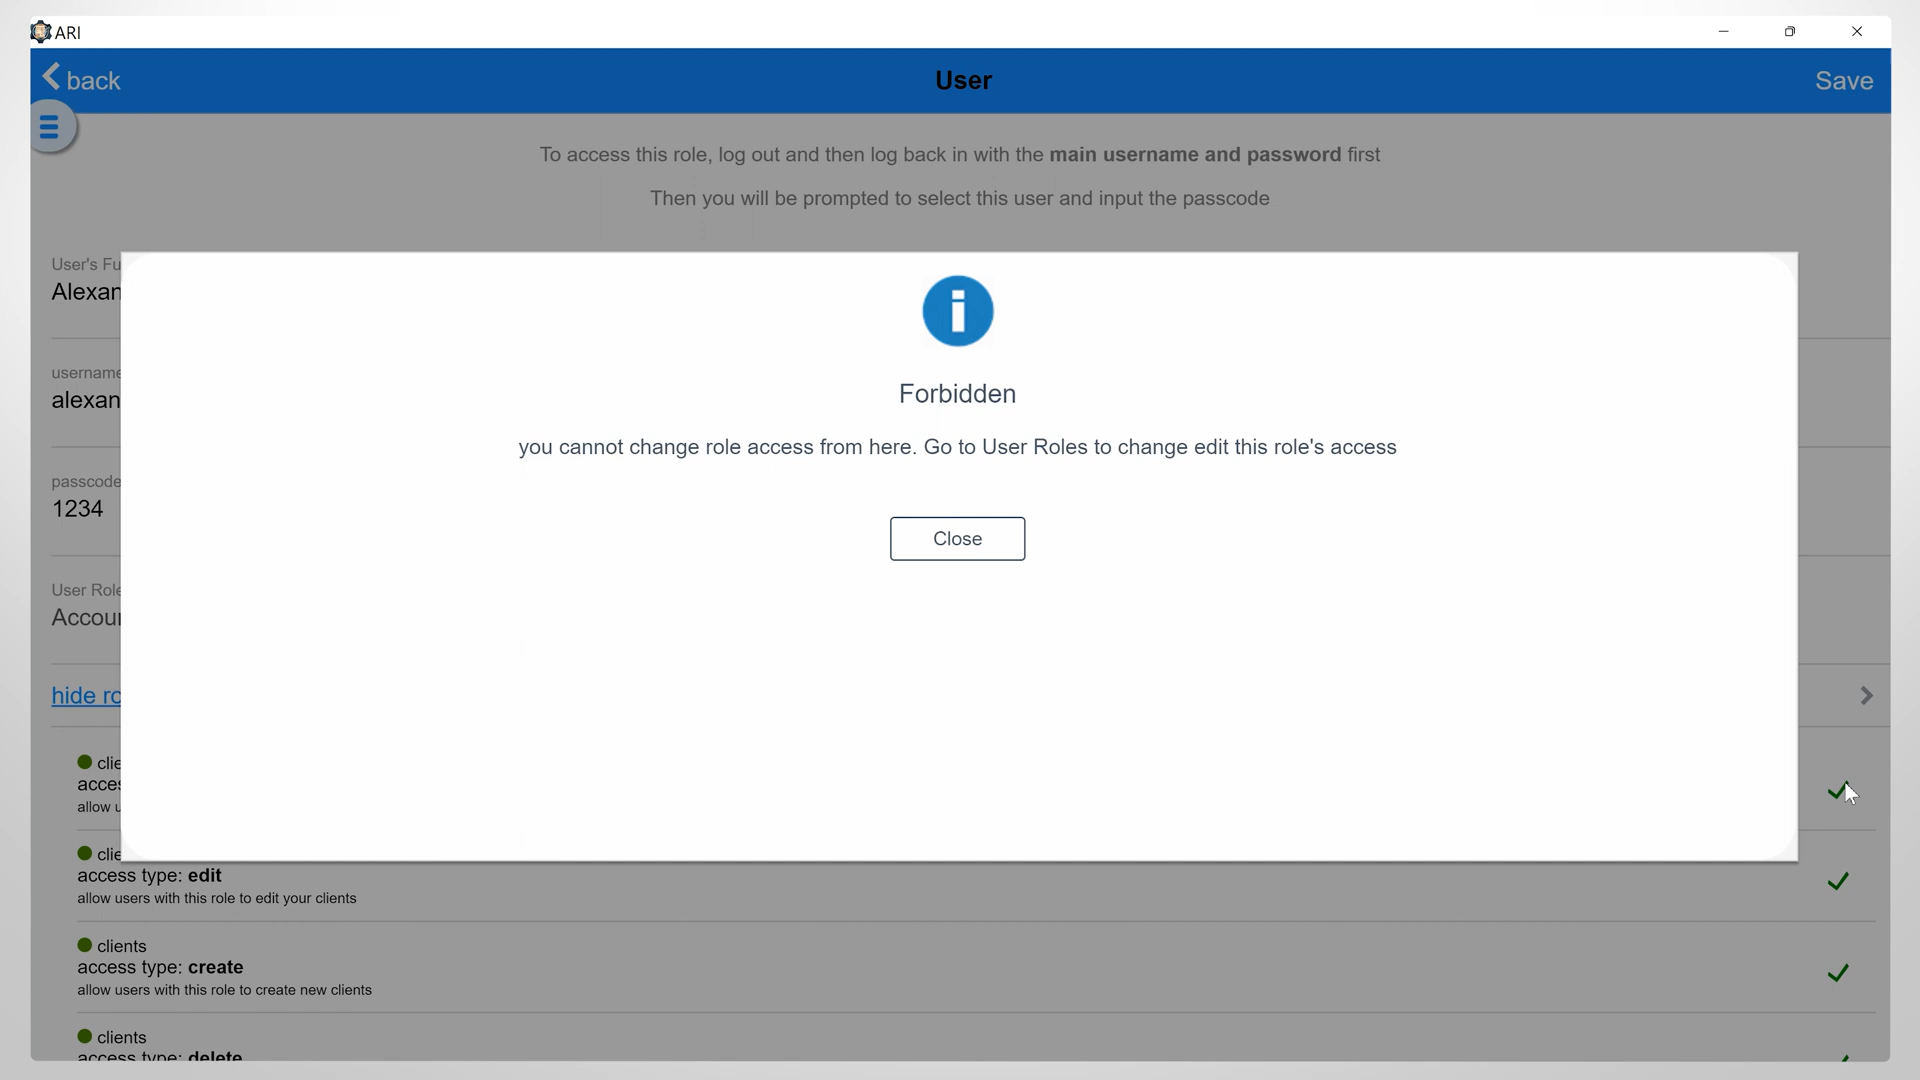 ARI
back
User
Save
To access this role, log out and then log back in with the main username and password first
Then you will be prompted to select this user and input the passcode
User's Fu
Alexan
username
alexan
passcode
1234
User Role
Accou
hide ro
Forbidden
you cannot change role access from here. Go to User Roles to change edit this role's access
Close
clie
acces
allow u
clie
access type: edit
allow users with this role to edit your clients
clients
access type: create
allow users with this role to create new clients
clients
access type: delete